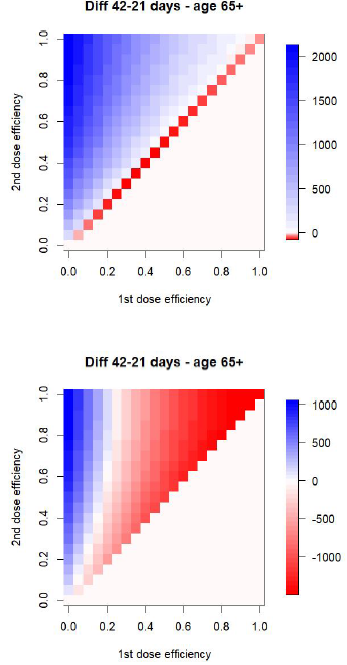 Diff 42-21 days - age 65+
2nd dose efficiency
0.0 0.2 0.4 0.6 0.8 1.0
2000
1500
1000
500
0
0.0 0.2 0.4 0.6 0.8 1.0
1st dose efficiency
Diff 42-21 days - age 65+
2nd dose efficiency
0.0 0.2 0.4 0.6 0.8 1.0
1000
500
0
-500
-1000
0.0 0.2 0.4 0.6 0.8 1.0
1st dose efficiency